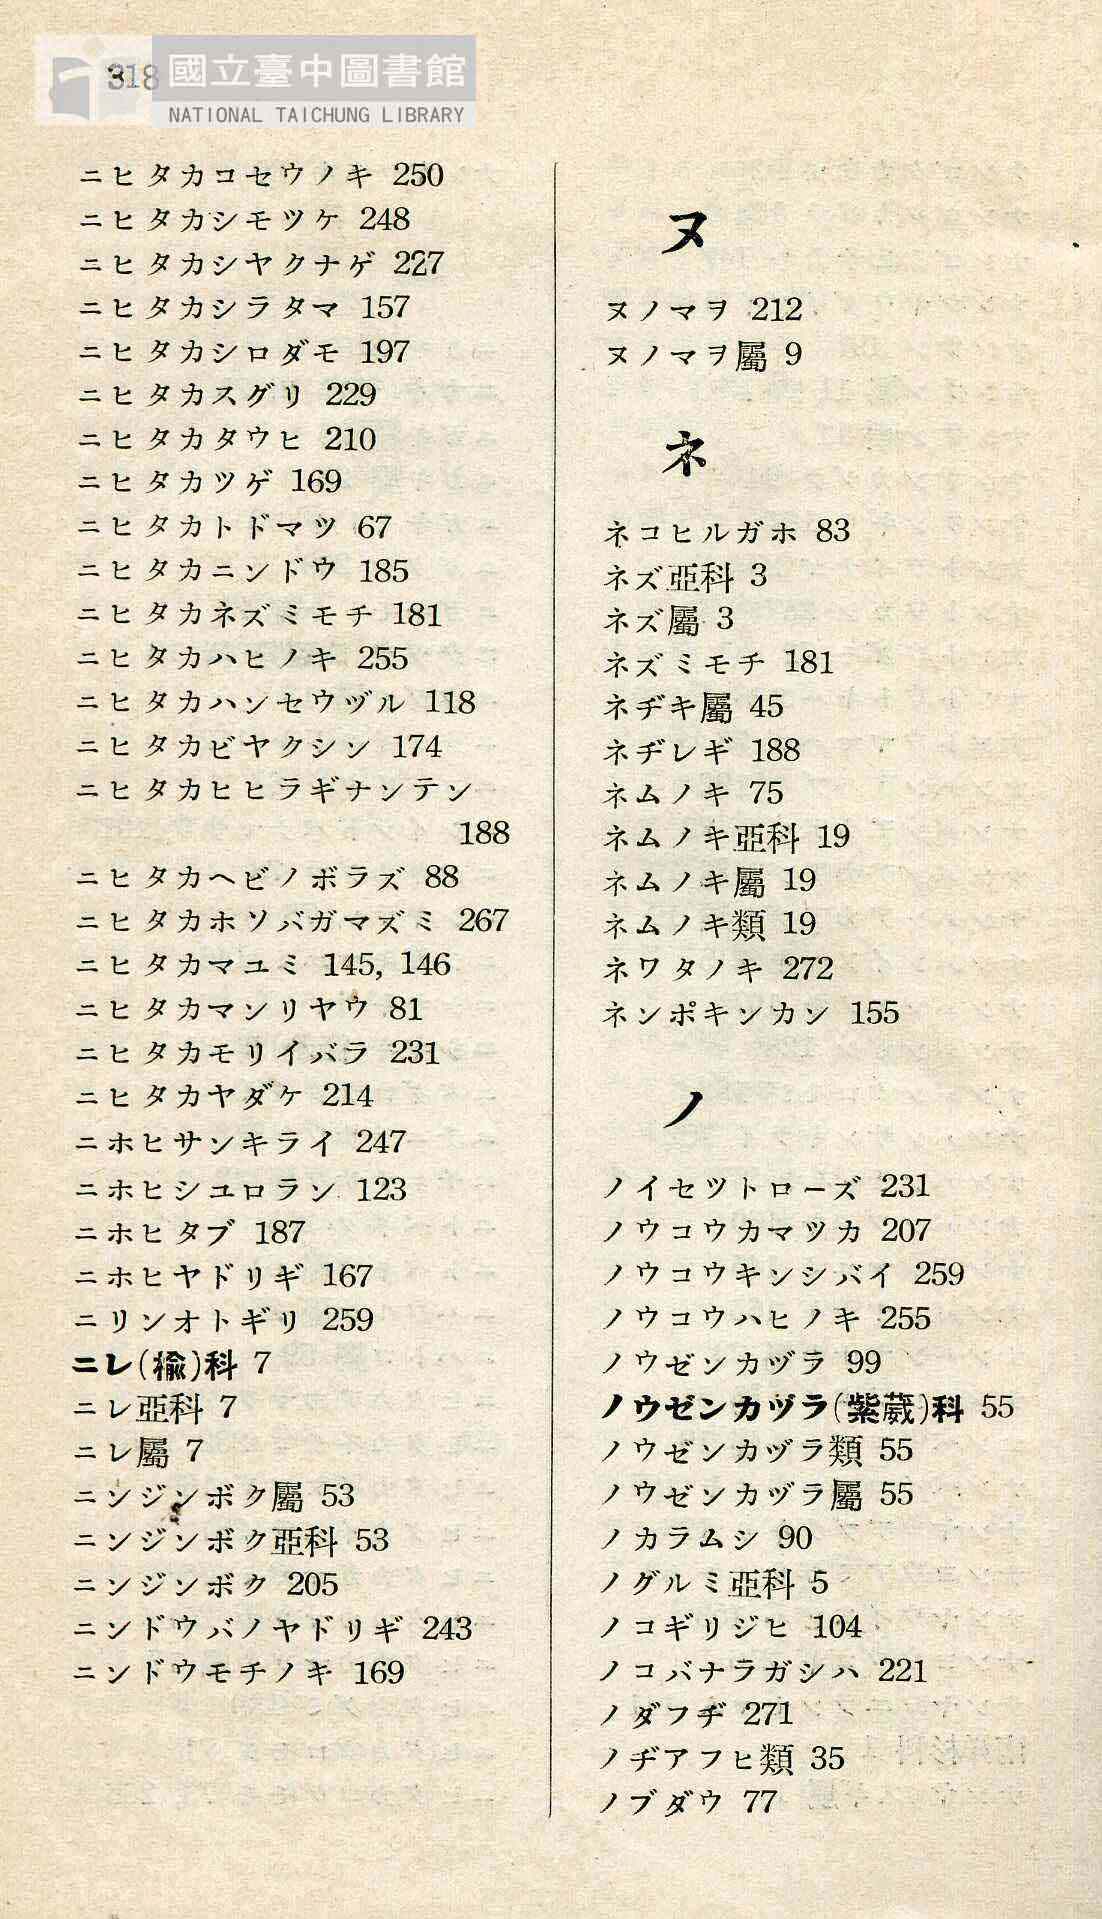 318
國立臺中圖書館
NATIONAL TAICHUNG LIBRARY
ニヒタカコセウノキ 250
ニヒタカシモツケ 248
ニヒタカシヤクナゲ 227
ニヒタカシラタマ 157
ニヒタカシロダモ 197
ニヒタカスグリ 229
ニヒタカタウヒ 210
ニヒタカツゲ 169
ニヒタカトドマツ 67
ニヒタカニンドウ 185
ニヒタカネズミモチ 181
ニヒタカハヒノキ 255
ニヒタカハンセウヅル 118
ニヒタカビヤクシン 174
ニヒタカヒヒラギナンテン
188
ニヒタカヘビノボラズ 88
ニヒタカホソバガマズミ 267
ニヒタカマユミ 145, 146
ニヒタカマンリヤウ 81
ニヒタカモリイバラ 231
ニヒタカヤダケ 214
ニホヒサンキライ 247
ニホヒシユロラン 123
ニホヒタブ 187
ニホヒヤドリギ 167
ニリンオトギリ 259
ニレ(楡)科 7
ニレ亞科 7
ニレ屬 7
ニンジンボク屬 53
ニンジンボク亞科 53
ニンジンボク 205
ニンドウバノヤドリギ 243
ニンドウモチノキ 169
ヌ
ヌノマヲ 212
ヌノマヲ屬 9
ネ
ネコヒルガホ 83
ネズ亞科 3
ネズ屬 3
ネズミモチ 181
ネヂキ屬 45
ネヂレギ 188
ネムノキ 75
ネムノキ亞科 19
ネムノキ屬 19
ネムノキ類 19
ネワタノキ 272
ネンポキンカン 155
ノ
ノイセツトローズ 231
ノウコウカマツカ 207
ノウコウキンシバイ 259
ノウコウハヒノキ 255
ノウゼンカヅラ 99
ノウゼンカヅラ(紫葳)科 55
ノウゼンカヅラ類 55
ノウゼンカヅラ屬 55
ノカラムシ 90
ノグルミ亞科 5
ノコギリジヒ 104
ノコバナラガシハ 221
ノダフヂ 271
ノヂアフヒ類 35
ノブダウ 77